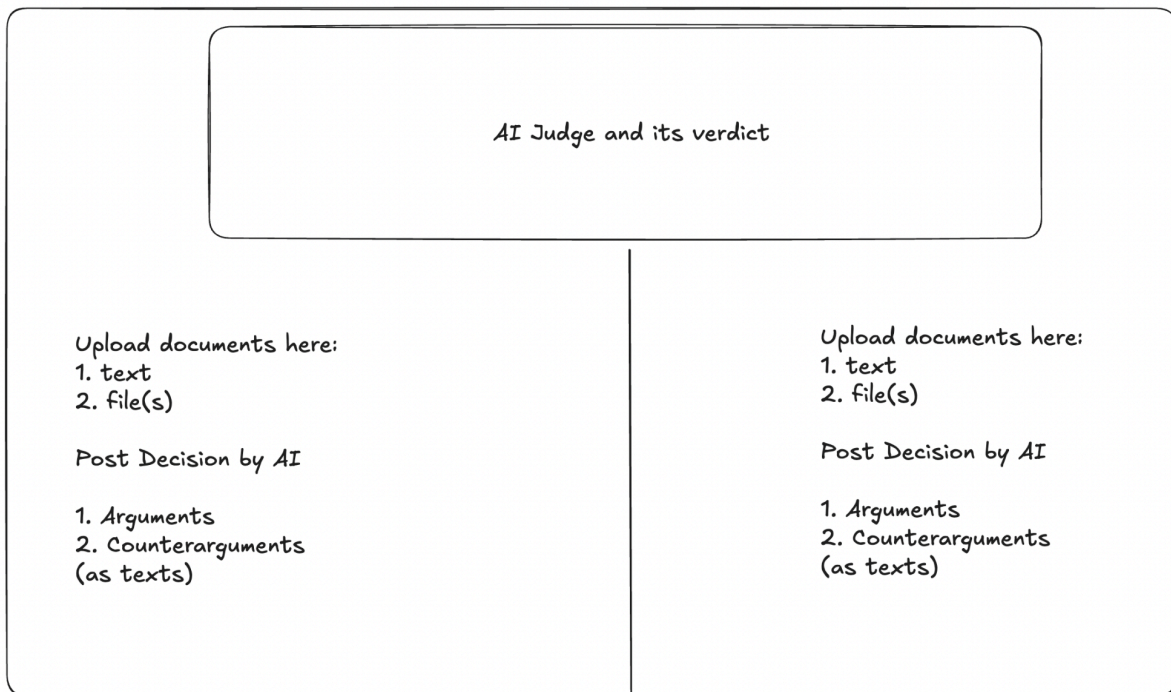 AI Judge and its verdict
Upload documents here:
1. text
2. file(s)
Post Decision by AI
1. Arguments
2. Counterarguments
(as texts)
Upload documents here:
1. text
2. file(s)
Post Decision by AI
1. Arguments
2. Counterarguments
(as texts)